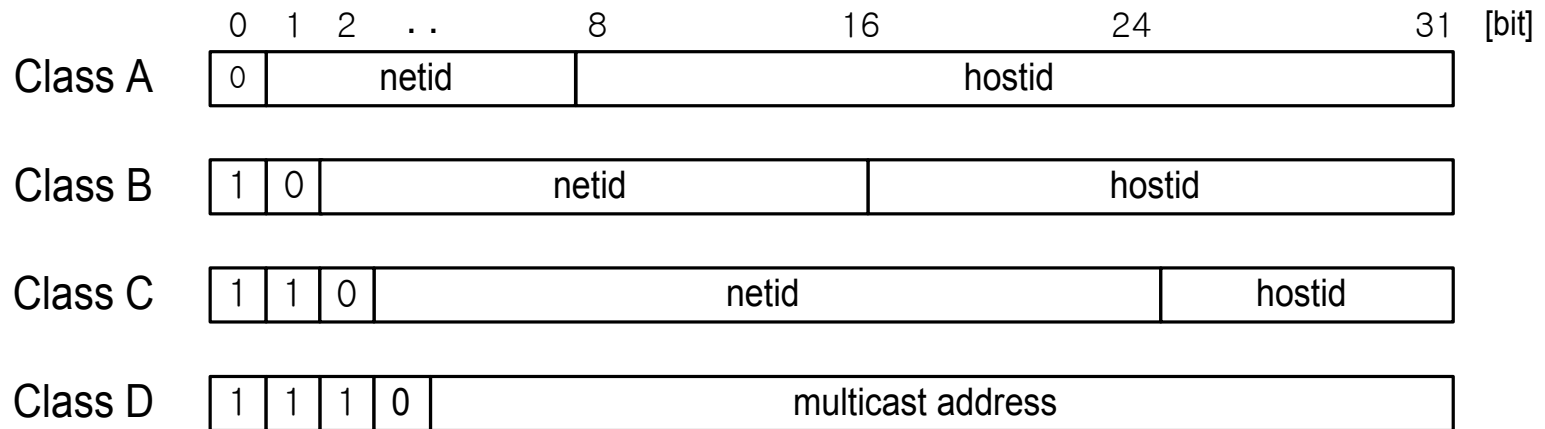 0 1 2 .. 8 16 24 31 [bit]
Class A 0 netid hostid
Class B 1 0 netid hostid
Class C 1 1 0 netid hostid
Class D 1 1 1 0 multicast address